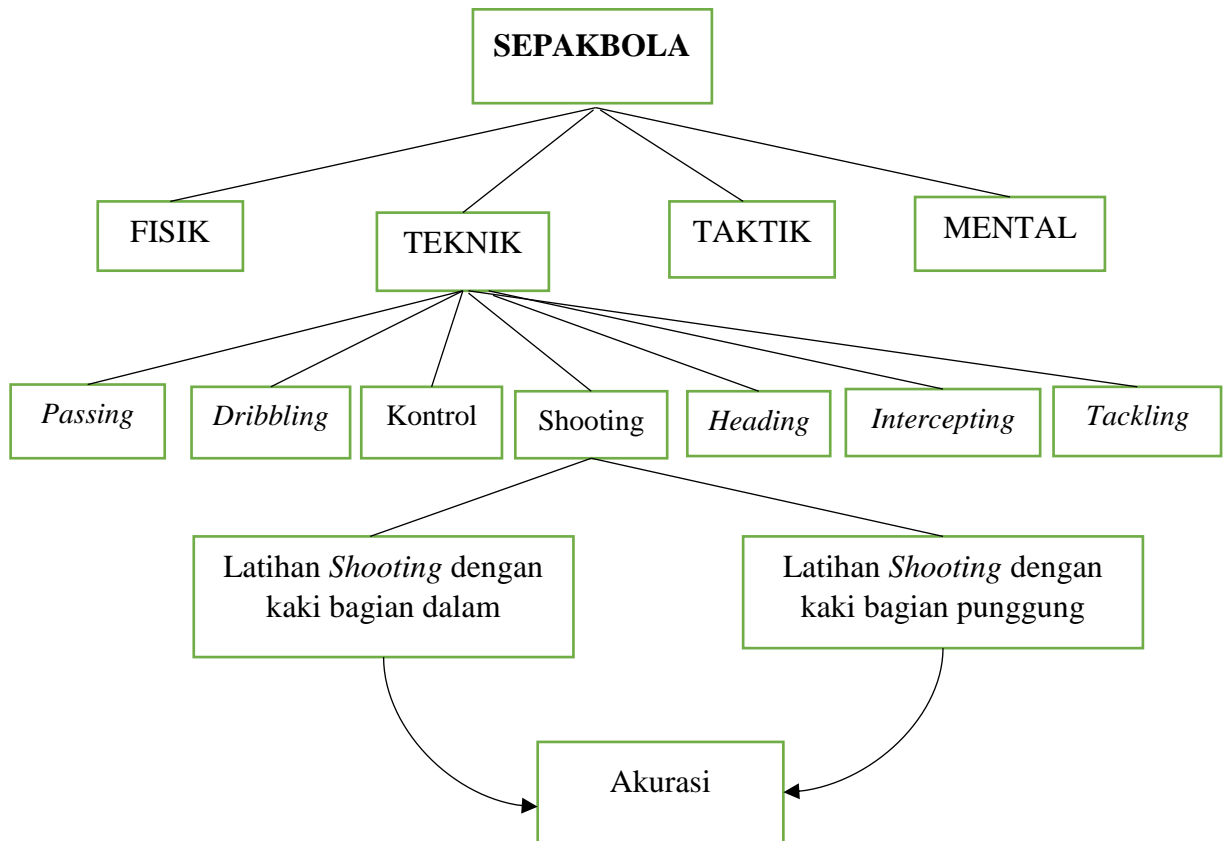 SEPAKBOLA
FISIK
TEKNIK
TAKTIK
MENTAL
Passing
Dribbling
Kontrol
Shooting
Heading
Intercepting
Tackling
Latihan Shooting dengan
kaki bagian dalam
Latihan Shooting dengan
kaki bagian punggung
Akurasi